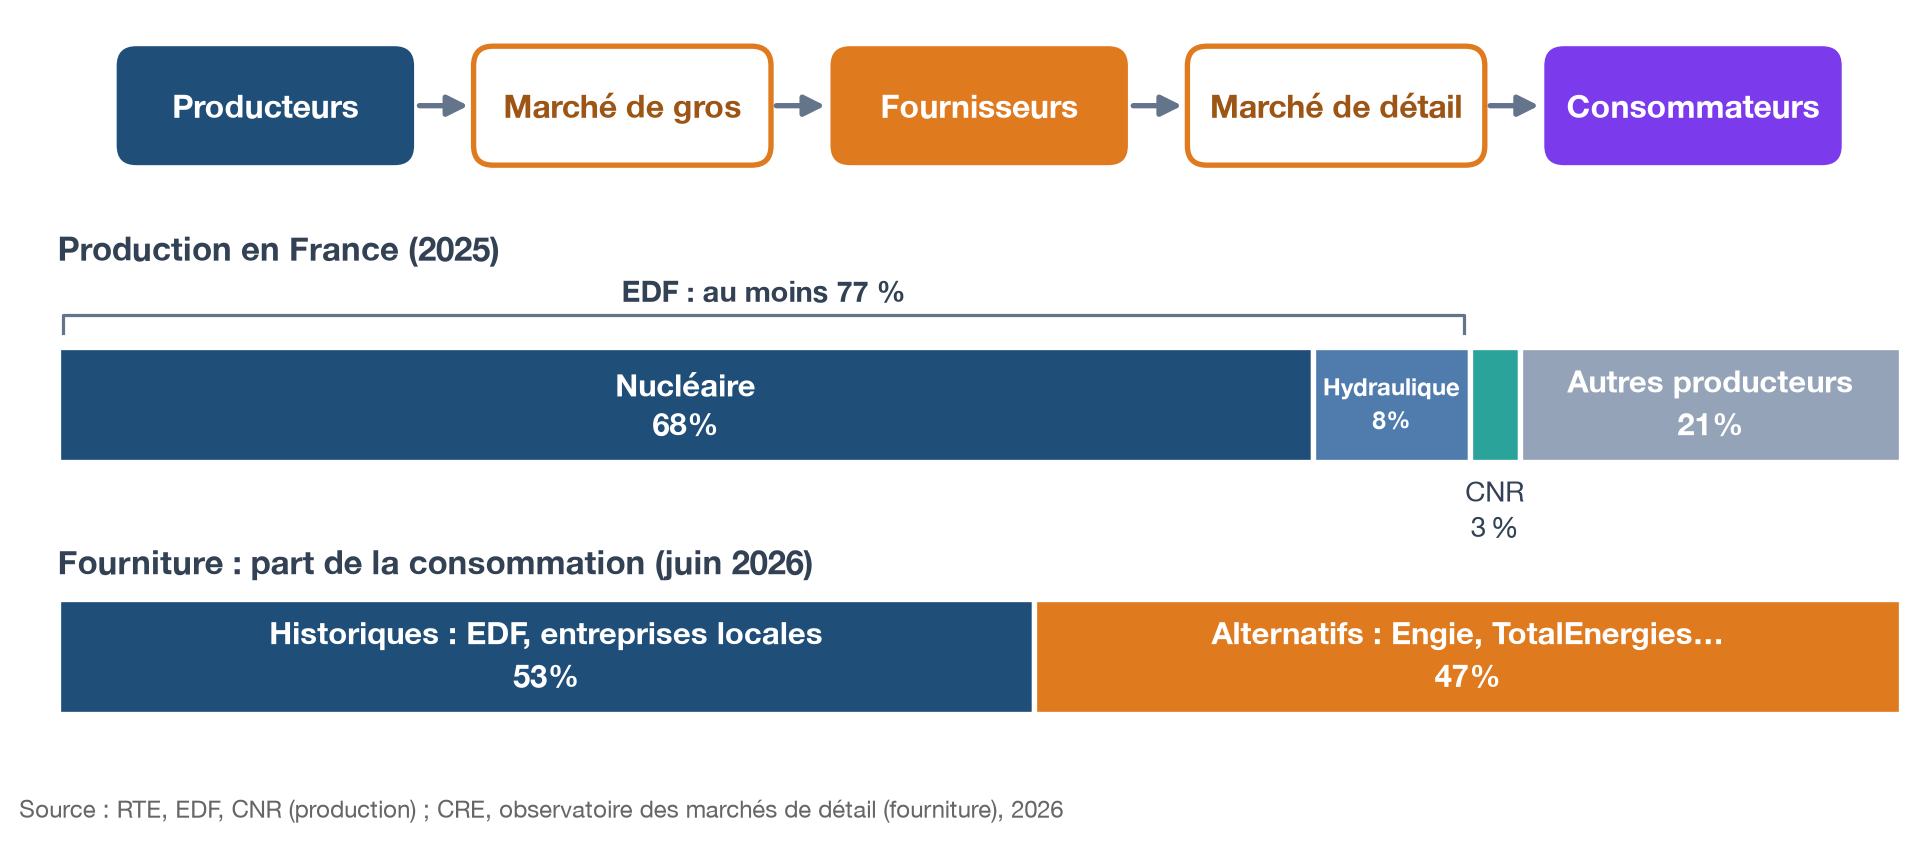 Producteurs
Marché de gros
Fournisseurs
Marché de détail
Consommateurs
Production en France (2025)
EDF : au moins 77 %
Nucléaire
68%
Hydraulique
8%
Autres producteurs
21%
CNR
3 %
Fourniture : part de la consommation (juin 2026)
Historiques : EDF, entreprises locales
53%
Alternatifs : Engie, TotalEnergies…
47%
Source : RTE, EDF, CNR (production) ; CRE, observatoire des marchés de détail (fourniture), 2026